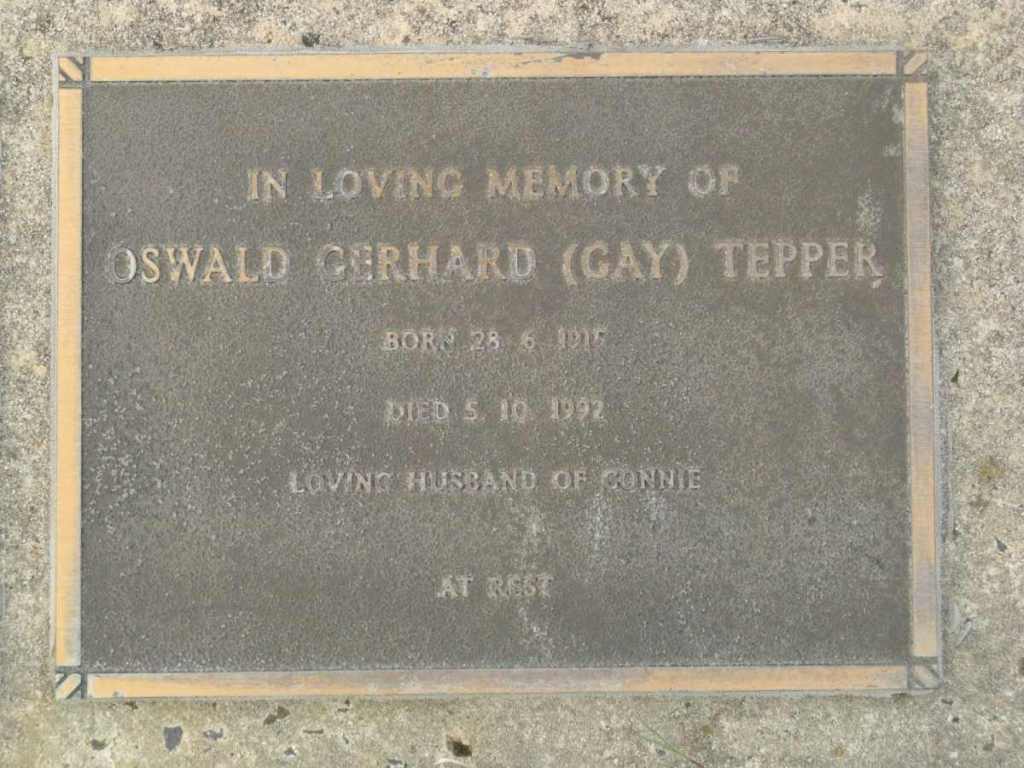 IN LOVING MEMORY OF
OSWALD GERHARD (GAY) TEPPER
BORN 28 6 1915
DIED 5 10 1992
LOVING HUSBAND OF CONNIE
AT REST